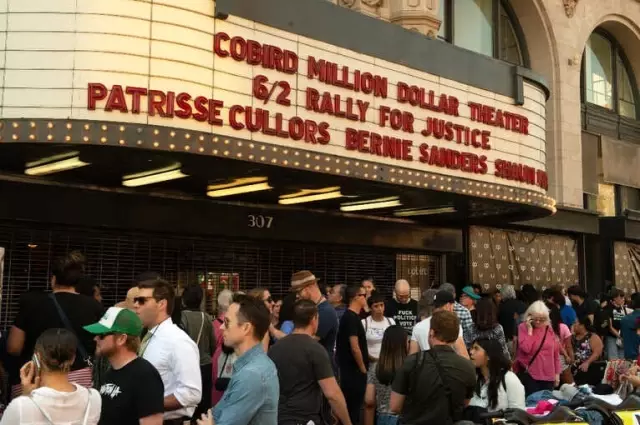 COBIRD MILLION DOLLAR THEATER
6/2 RALLY FOR JUSTICE
PATRISSE CULLORS BERNIE SANDERS SHAUN
307